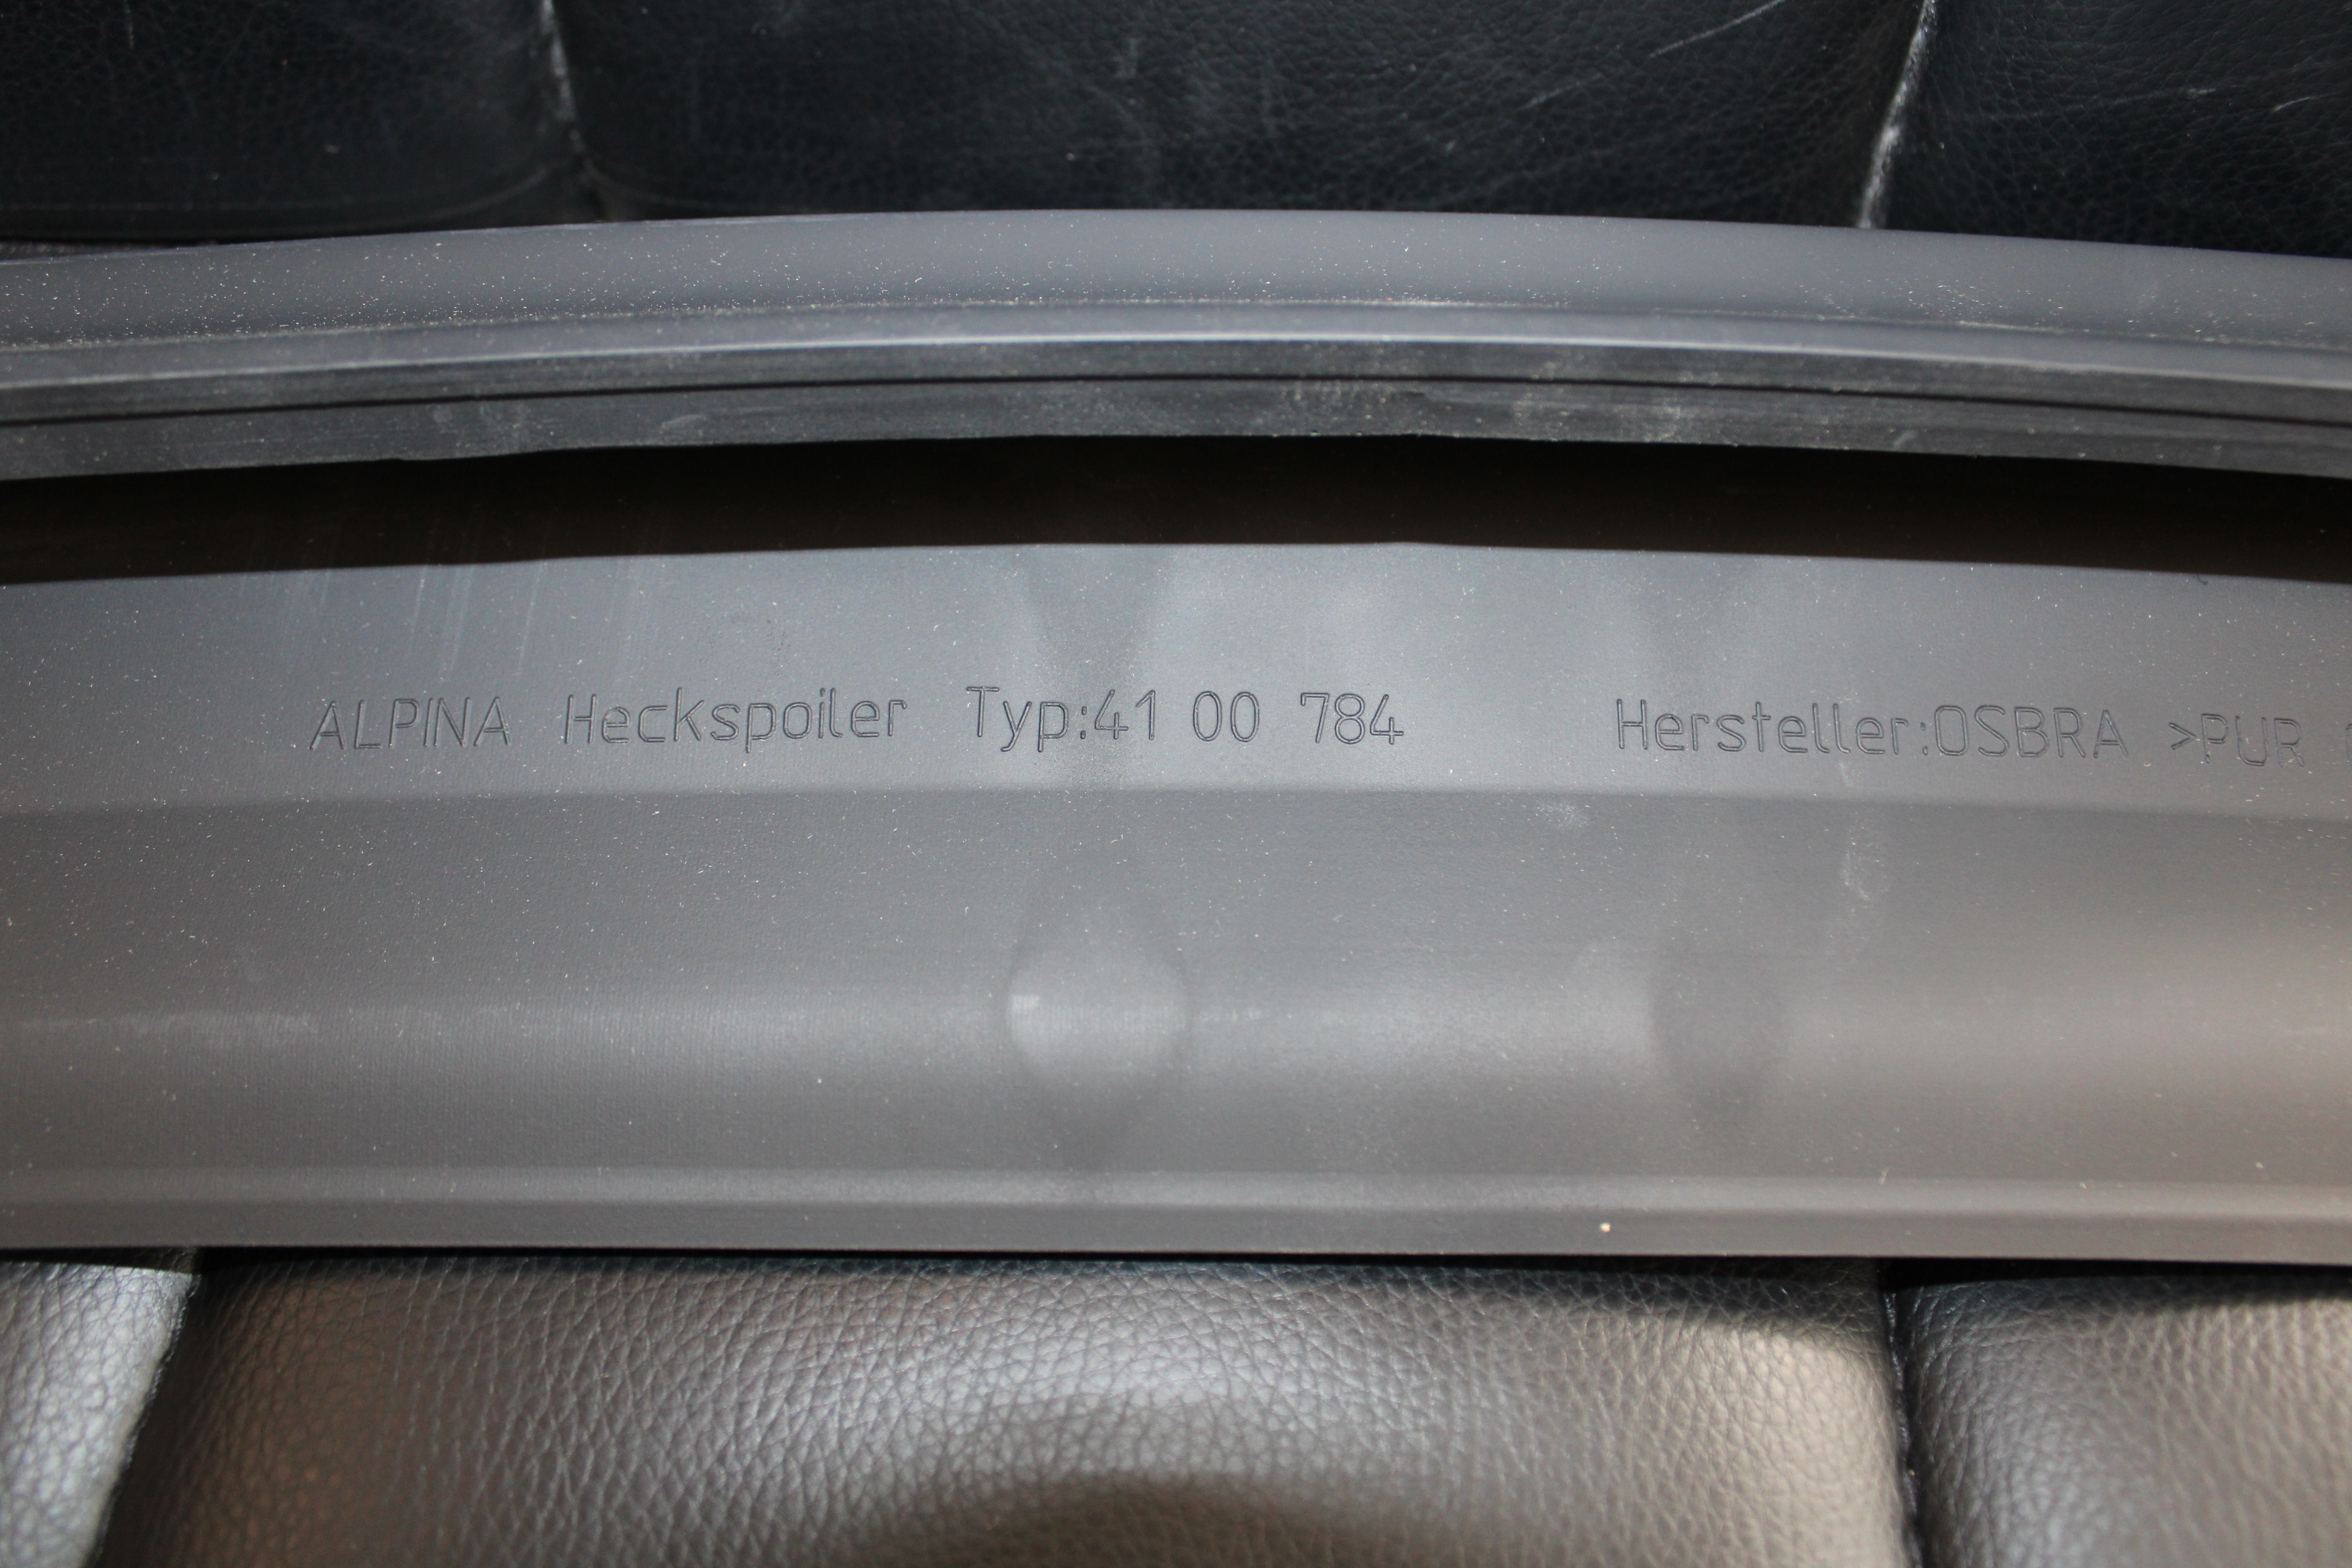 ALPINA Heckspoiler Typ:41 00 784 Hersteller:OSBRA >PUR